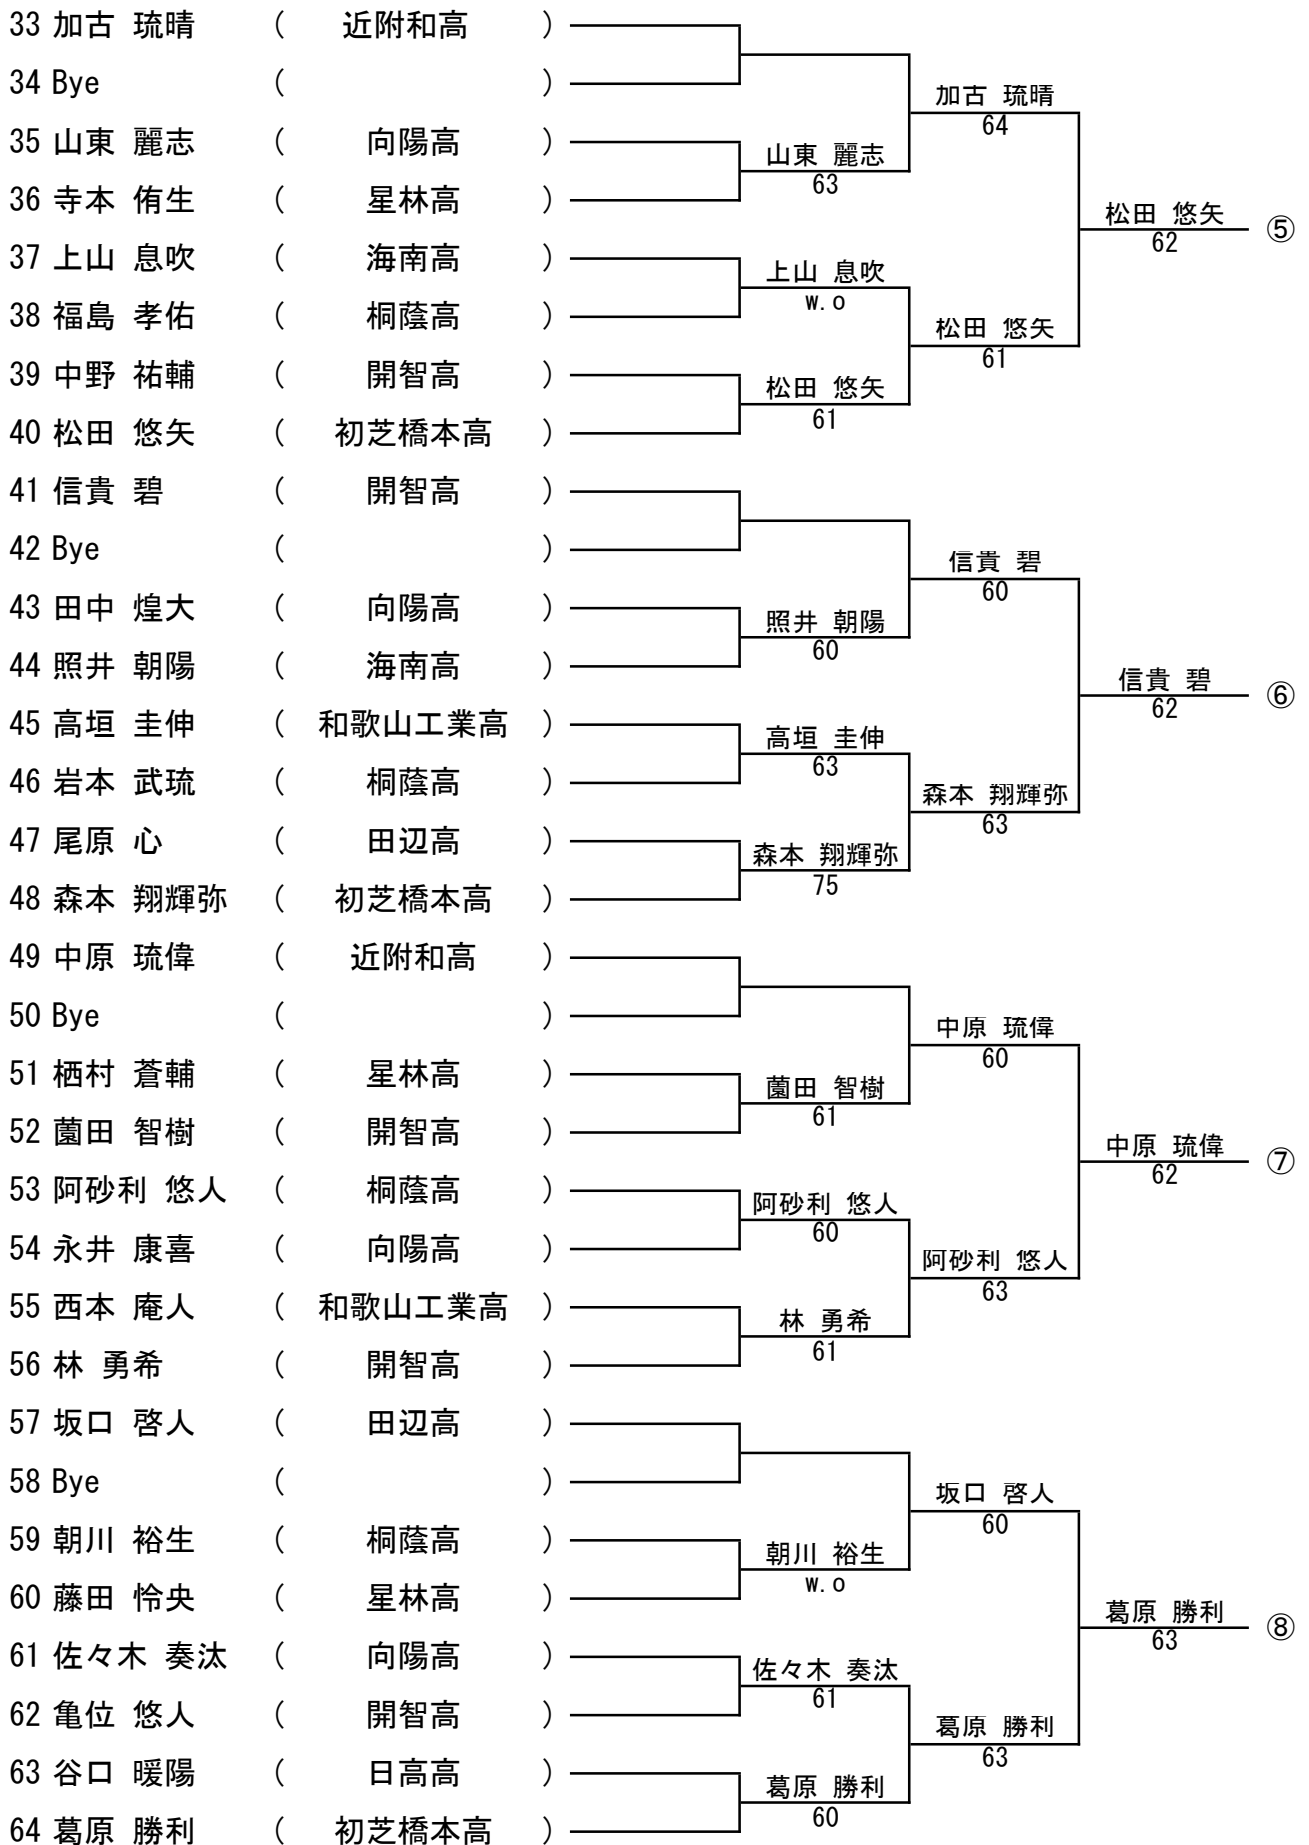 33 加古 琉晴 ( 近附和高 )
34 Bye ( )
加古 琉晴
64
35 山東 麗志 ( 向陽高 )
山東 麗志
63
36 寺本 侑生 ( 星林高 )
松田 悠矢 ⑤
62
37 上山 息吹 ( 海南高 )
上山 息吹
w.o
38 福島 孝佑 ( 桐蔭高 )
松田 悠矢
61
39 中野 祐輔 ( 開智高 )
松田 悠矢
61
40 松田 悠矢 ( 初芝橋本高 )
41 信貴 碧 ( 開智高 )
42 Bye ( )
信貴 碧
60
43 田中 煌大 ( 向陽高 )
照井 朝陽
60
44 照井 朝陽 ( 海南高 )
信貴 碧 ⑥
62
45 高垣 圭伸 ( 和歌山工業高 )
高垣 圭伸
63
46 岩本 武琉 ( 桐蔭高 )
森本 翔輝弥
63
47 尾原 心 ( 田辺高 )
森本 翔輝弥
75
48 森本 翔輝弥 ( 初芝橋本高 )
49 中原 琉偉 ( 近附和高 )
50 Bye ( )
中原 琉偉
60
51 栖村 蒼輔 ( 星林高 )
薗田 智樹
61
52 薗田 智樹 ( 開智高 )
中原 琉偉 ⑦
62
53 阿砂利 悠人 ( 桐蔭高 )
阿砂利 悠人
60
54 永井 康喜 ( 向陽高 )
阿砂利 悠人
63
55 西本 庵人 ( 和歌山工業高 )
林 勇希
61
56 林 勇希 ( 開智高 )
57 坂口 啓人 ( 田辺高 )
58 Bye ( )
坂口 啓人
60
59 朝川 裕生 ( 桐蔭高 )
朝川 裕生
w.o
60 藤田 怜央 ( 星林高 )
葛原 勝利 ⑧
63
61 佐々木 奏汰 ( 向陽高 )
佐々木 奏汰
61
62 亀位 悠人 ( 開智高 )
葛原 勝利
63
63 谷口 暖陽 ( 日高高 )
葛原 勝利
60
64 葛原 勝利 ( 初芝橋本高 )